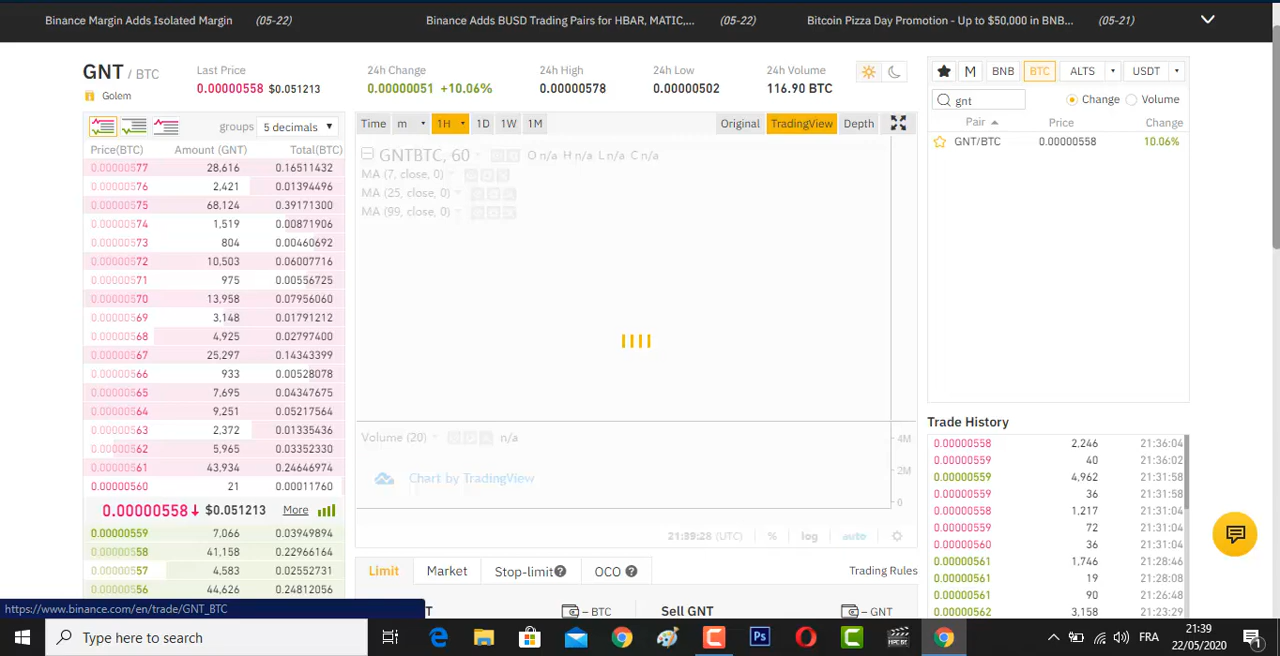 Binance Margin Adds Isolated Margin (05-22) Binance Adds BUSD Trading Pairs for HBAR, MATIC,... (05-22) Bitcoin Pizza Day Promotion - Up to $50,000 in BNB... (05-21)
GNT / BTC
Golem
Last Price
0.00000558 $0.051213
24h Change
0.00000051 +10.06%
24h High
0.00000578
24h Low
0.00000502
24h Volume
116.90 BTC
groups 5 decimals
Price(BTC) Amount (GNT) Total(BTC)
0.00000577 28,616 0.16511432
0.00000576 2,421 0.01394496
0.00000575 68,124 0.39171300
0.00000574 1,519 0.00871906
0.00000573 804 0.00460692
0.00000572 10,503 0.06007716
0.00000571 975 0.00556725
0.00000570 13,958 0.07956060
0.00000569 3,148 0.01791212
0.00000568 4,925 0.02797400
0.00000567 25,297 0.14343399
0.00000566 933 0.00528078
0.00000565 7,695 0.04347675
0.00000564 9,251 0.05217564
0.00000563 2,372 0.01335436
0.00000562 5,965 0.03352330
0.00000561 43,934 0.24646974
0.00000560 21 0.00011760
0.00000558↓ $0.051213 More
0.00000559 7,066 0.03949894
0.00000558 41,158 0.22966164
0.00000557 4,583 0.02552731
0.00000556 44,626 0.24812056
Time m 1H 1D 1W 1M Original TradingView Depth
GNTBTC, 60 O n/a H n/a L n/a C n/a
MA (7, close, 0)
MA (25, close, 0)
MA (99, close, 0)
Volume (20) n/a
4M
2M
0
Chart by TradingView
21:39:28 (UTC) % log auto
Limit Market Stop-limit OCO Trading Rules
T – BTC Sell GNT – GNT
M BNB BTC ALTS USDT
gnt Change Volume
Pair Price Change
GNT/BTC 0.00000558 10.06%
Trade History
0.00000558 2,246 21:36:04
0.00000559 40 21:36:02
0.00000559 4,962 21:31:58
0.00000559 36 21:31:58
0.00000558 1,217 21:31:04
0.00000559 72 21:31:04
0.00000560 36 21:31:04
0.00000561 1,746 21:28:46
0.00000561 19 21:28:08
0.00000561 90 21:26:48
0.00000562 3,158 21:23:29
https://www.binance.com/en/trade/GNT_BTC
Type here to search
Ps
FRA
21:39
22/05/2020
1